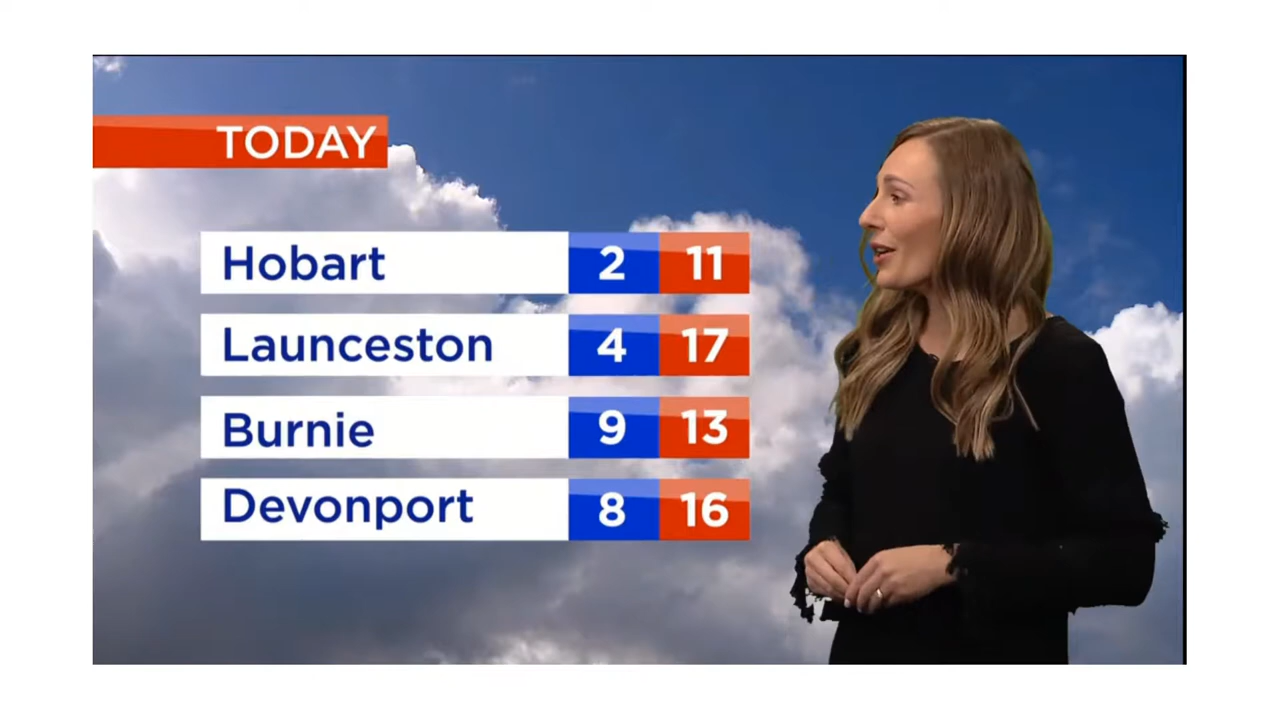 TODAY
Hobart 2 11
Launceston 4 17
Burnie 9 13
Devonport 8 16